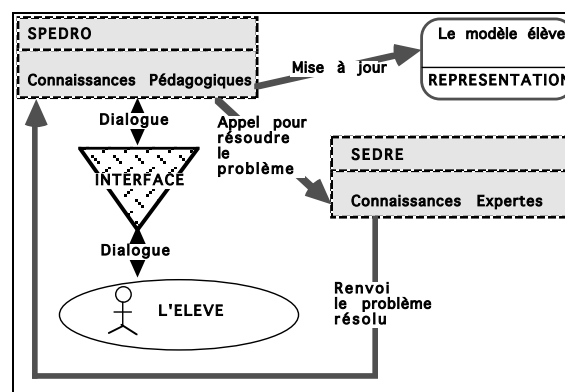 SPEDRO
Connaissances Pédagogiques
Le modèle élève
REPRESENTATION
Mise à jour
Dialogue
Appel pour
résoudre
le
problème
INTERFACE
SEDRE
Connaissances Expertes
Dialogue
L'ELEVE
Renvoi
le problème
résolu